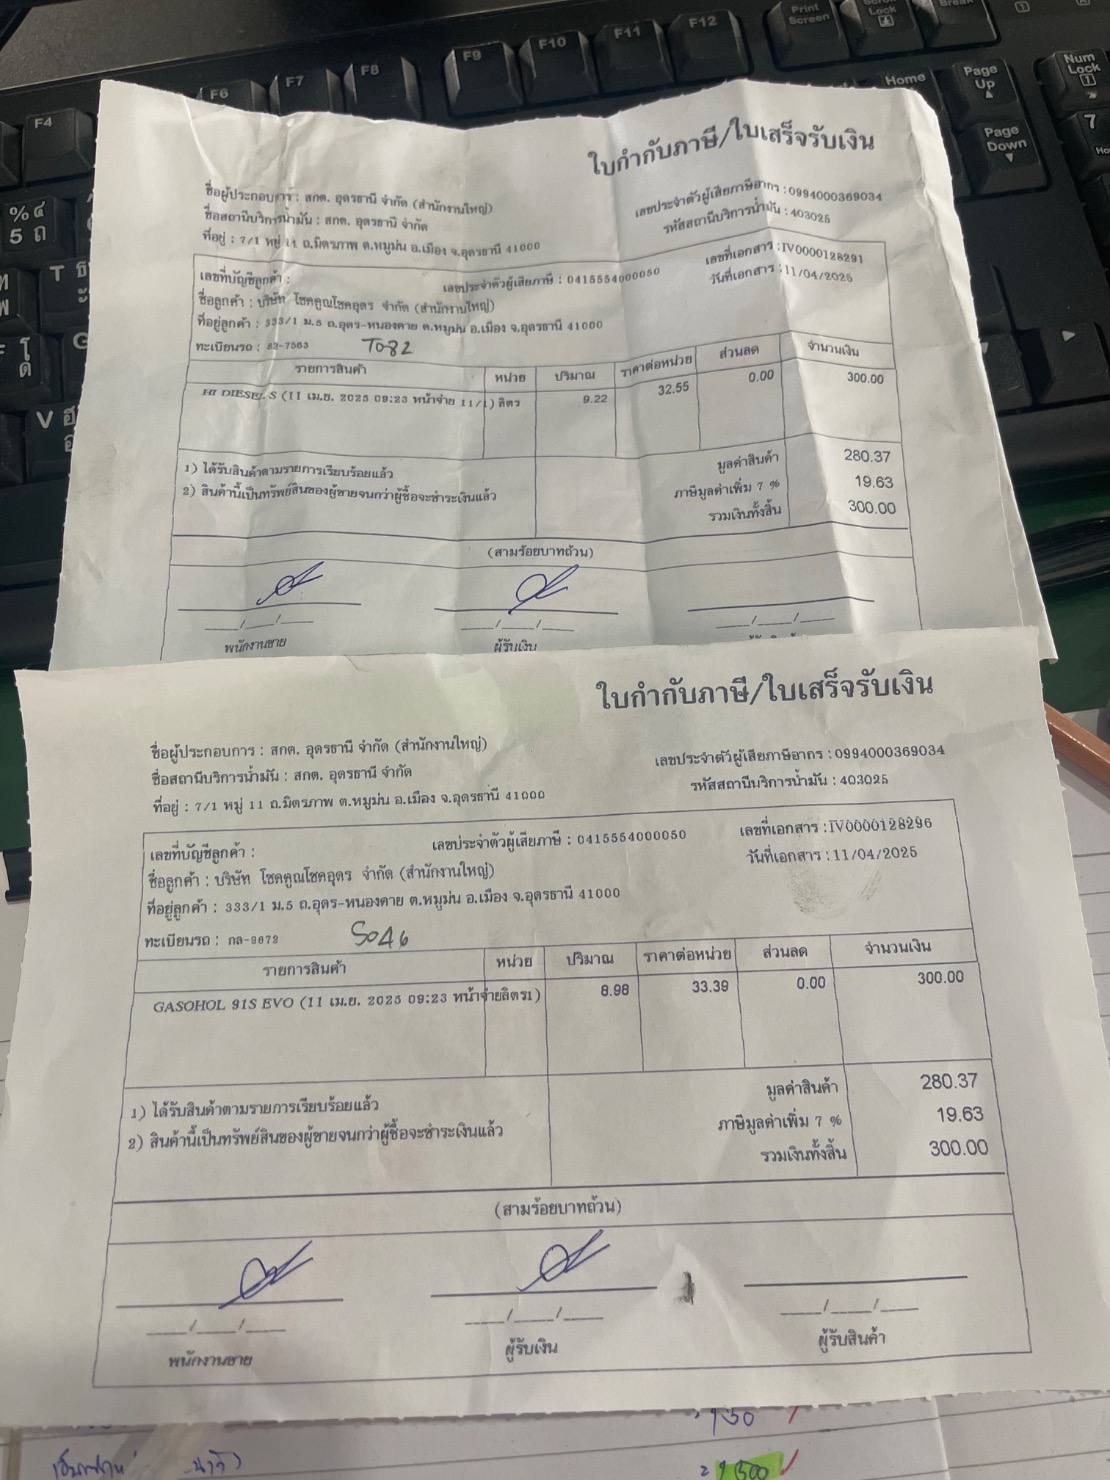 ใบกำกับภาษี/ใบเสร็จรับเงิน
ชื่อผู้ประกอบการ : สกต. อุดรธานี จำกัด (สำนักงานใหญ่)
เลขประจำตัวผู้เสียภาษีอากร : 0994000369034
ชื่อสถานีบริการน้ำมัน : สกต. อุดรธานี จำกัด
รหัสสถานีบริการน้ำมัน : 403025
ที่อยู่ : 7/1 หมู่ 11 ถ.มิตรภาพ ต.หมูม่น อ.เมือง จ.อุดรธานี 41000
เลขที่บัญชีลูกค้า :
เลขประจำตัวผู้เสียภาษี : 0415554000050
เลขที่เอกสาร : IV0000128291
ชื่อลูกค้า : บริษัท โชคคูณโชคอุดร จำกัด (สำนักงานใหญ่)
วันที่เอกสาร : 11/04/2025
ที่อยู่ลูกค้า : 333/1 ม.5 ถ.อุดร-หนองคาย ต.หมูม่น อ.เมือง จ.อุดรธานี 41000
ทะเบียนรถ : 82-7563 T082
รายการสินค้า หน่วย ปริมาณ ราคาต่อหน่วย ส่วนลด จำนวนเงิน
HI DIESEL S (11 เม.ย. 2025 09:23 หน้าจ่าย 11/1) ลิตร 9.22 32.55 0.00 300.00
1) ได้รับสินค้าตามรายการเรียบร้อยแล้ว
2) สินค้านี้เป็นทรัพย์สินของผู้ขายจนกว่าผู้ซื้อจะชำระเงินแล้ว
มูลค่าสินค้า 280.37
ภาษีมูลค่าเพิ่ม 7 % 19.63
รวมเงินทั้งสิ้น 300.00
(สามร้อยบาทถ้วน)
พนักงานขาย ผู้รับเงิน
ใบกำกับภาษี/ใบเสร็จรับเงิน
ชื่อผู้ประกอบการ : สกต. อุดรธานี จำกัด (สำนักงานใหญ่)
เลขประจำตัวผู้เสียภาษีอากร : 0994000369034
ชื่อสถานีบริการน้ำมัน : สกต. อุดรธานี จำกัด
รหัสสถานีบริการน้ำมัน : 403025
ที่อยู่ : 7/1 หมู่ 11 ถ.มิตรภาพ ต.หมูม่น อ.เมือง จ.อุดรธานี 41000
เลขที่บัญชีลูกค้า :
เลขประจำตัวผู้เสียภาษี : 0415554000050
เลขที่เอกสาร : IV0000128296
ชื่อลูกค้า : บริษัท โชคคูณโชคอุดร จำกัด (สำนักงานใหญ่)
วันที่เอกสาร : 11/04/2025
ที่อยู่ลูกค้า : 333/1 ม.5 ถ.อุดร-หนองคาย ต.หมูม่น อ.เมือง จ.อุดรธานี 41000
ทะเบียนรถ : กล-9672 S046
รายการสินค้า หน่วย ปริมาณ ราคาต่อหน่วย ส่วนลด จำนวนเงิน
GASOHOL 91S EVO (11 เม.ย. 2025 09:23 หน้าจ่ายลิตร1) 8.98 33.39 0.00 300.00
1) ได้รับสินค้าตามรายการเรียบร้อยแล้ว
2) สินค้านี้เป็นทรัพย์สินของผู้ขายจนกว่าผู้ซื้อจะชำระเงินแล้ว
มูลค่าสินค้า 280.37
ภาษีมูลค่าเพิ่ม 7 % 19.63
รวมเงินทั้งสิ้น 300.00
(สามร้อยบาทถ้วน)
พนักงานขาย ผู้รับเงิน ผู้รับสินค้า